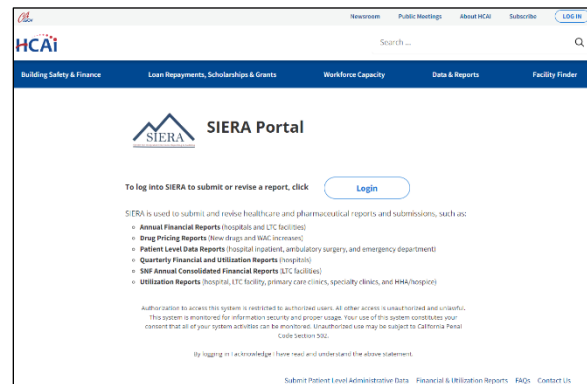 Newsroom Public Meetings About HCAI Subscribe LOG IN
HCAi
Search ...
Building Safety & Finance Loan Repayments, Scholarships & Grants Workforce Capacity Data & Reports Facility Finder
SIERA
SIERA Portal
To log into SIERA to submit or revise a report, click Login
SIERA is used to submit and revise healthcare and pharmaceutical reports and submissions, such as:
Annual Financial Reports (hospitals and LTC facilities)
Drug Pricing Reports (New drugs and WAC increases)
Patient Level Data Reports (hospital inpatient, ambulatory surgery, and emergency department)
Quarterly Financial and Utilization Reports (hospitals)
SNF Annual Consolidated Financial Reports (LTC facilities)
Utilization Reports (hospital, LTC facility, primary care clinics, specialty clinics, and HHA/hospice)
Authorization to access this system is restricted to authorized users. All other access is unauthorized and unlawful.
This system is monitored for information security and proper usage. Your use of this system constitutes your
consent that all of your system activities can be monitored. Unauthorized use may be subject to California Penal
Code Section 502.
By logging in I acknowledge I have read and understand the above statement.
Submit Patient Level Administrative Data Financial & Utilization Reports FAQs Contact Us